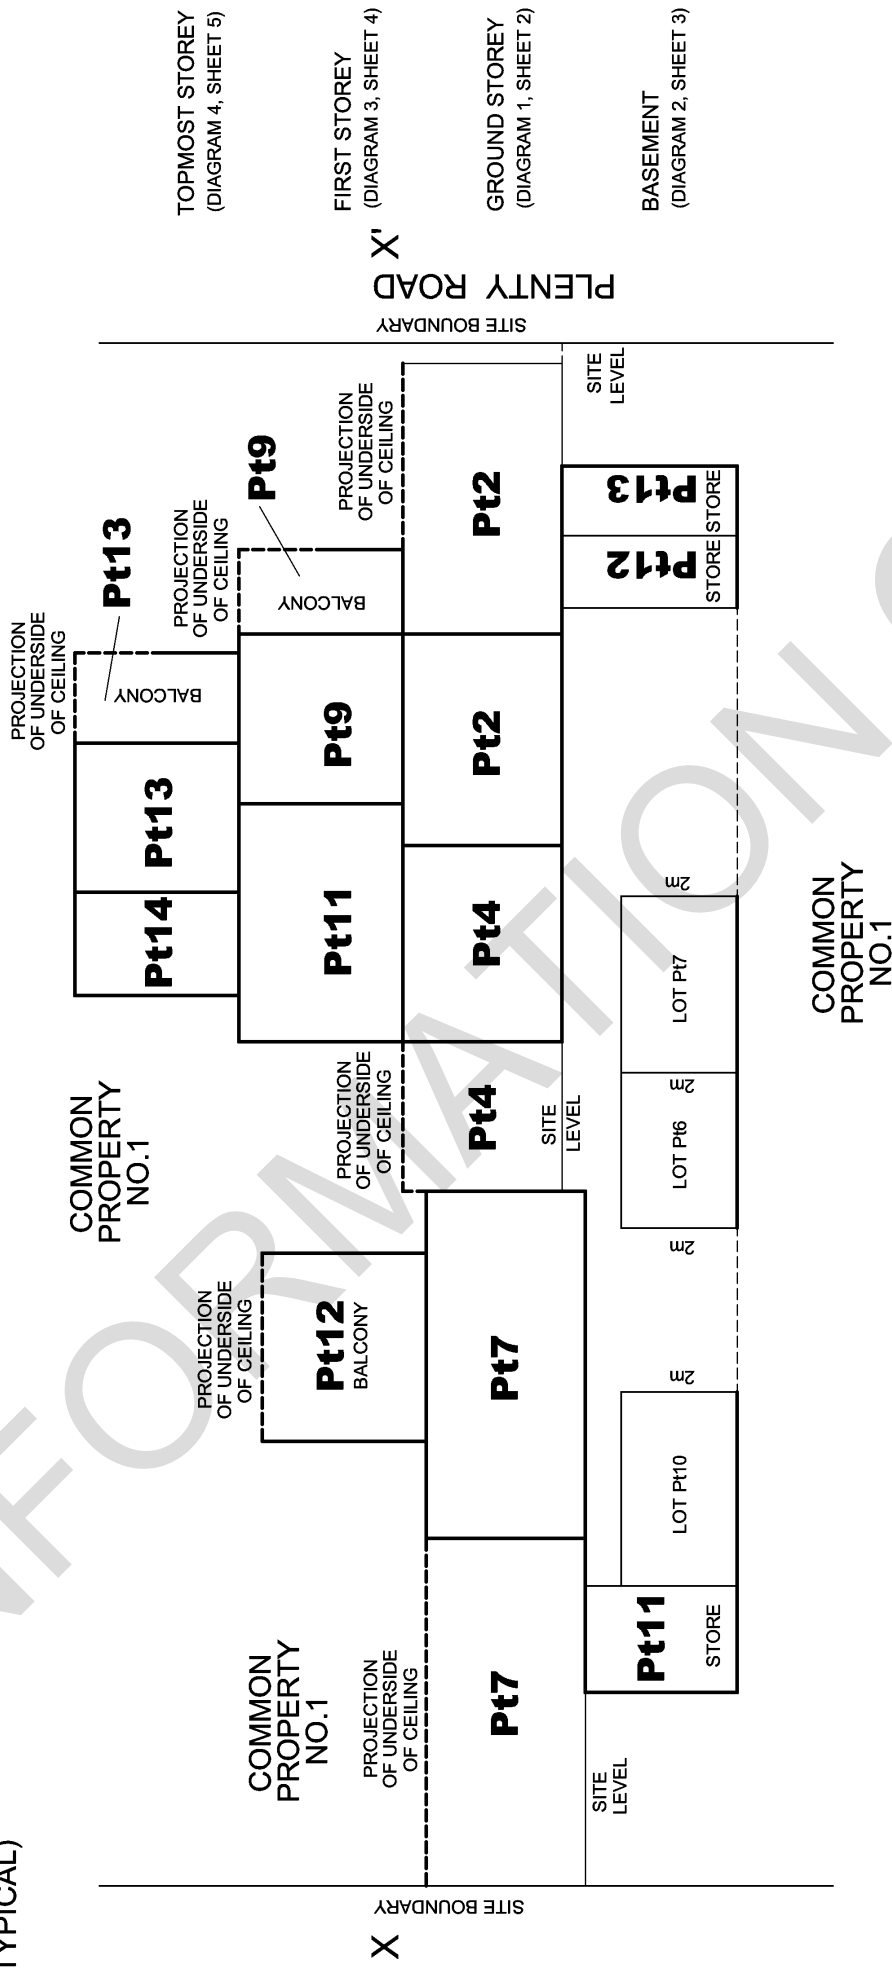 TYPICAL)
COMMON
PROPERTY
NO.1
COMMON
PROPERTY
NO.1
PROJECTION
OF UNDERSIDE
OF CEILING
Pt14
Pt13
BALCONY
Pt13
TOPMOST STOREY
(DIAGRAM 4, SHEET 5)
PROJECTION
OF UNDERSIDE
OF CEILING
Pt12
BALCONY
PROJECTION
OF UNDERSIDE
OF CEILING
Pt11
Pt9
BALCONY
Pt9
FIRST STOREY
(DIAGRAM 3, SHEET 4)
X
X'
SITE BOUNDARY
PROJECTION
OF UNDERSIDE
OF CEILING
PROJECTION
OF UNDERSIDE
OF CEILING
PROJECTION
OF UNDERSIDE
OF CEILING
Pt7
Pt7
Pt4
Pt4
Pt2
Pt2
SITE BOUNDARY
PLENTY ROAD
GROUND STOREY
(DIAGRAM 1, SHEET 2)
SITE
LEVEL
SITE
LEVEL
SITE
LEVEL
Pt11
STORE
LOT Pt10
2m
2m
LOT Pt6
2m
LOT Pt7
2m
Pt12
STORE
Pt13
STORE
BASEMENT
(DIAGRAM 2, SHEET 3)
COMMON
PROPERTY
NO.1
NFORMATION